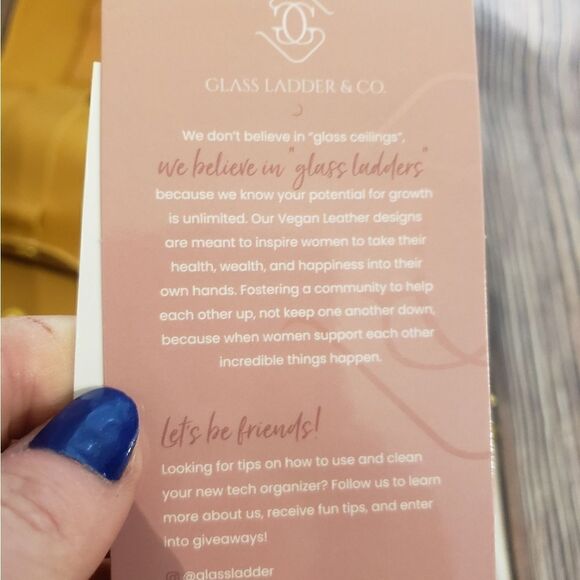 GLASS LADDER & CO.
We don't believe in "glass ceilings",
we believe in "glass ladders"
because we know your potential for growth
is unlimited. Our Vegan Leather designs
are meant to inspire women to take their
health, wealth, and happiness into their
own hands. Fostering a community to help
each other up, not keep one another down,
because when women support each other
incredible things happen.
Let's be friends!
Looking for tips on how to use and clean
your new tech organizer? Follow us to learn
more about us, receive fun tips, and enter
into giveaways!
@glassladder